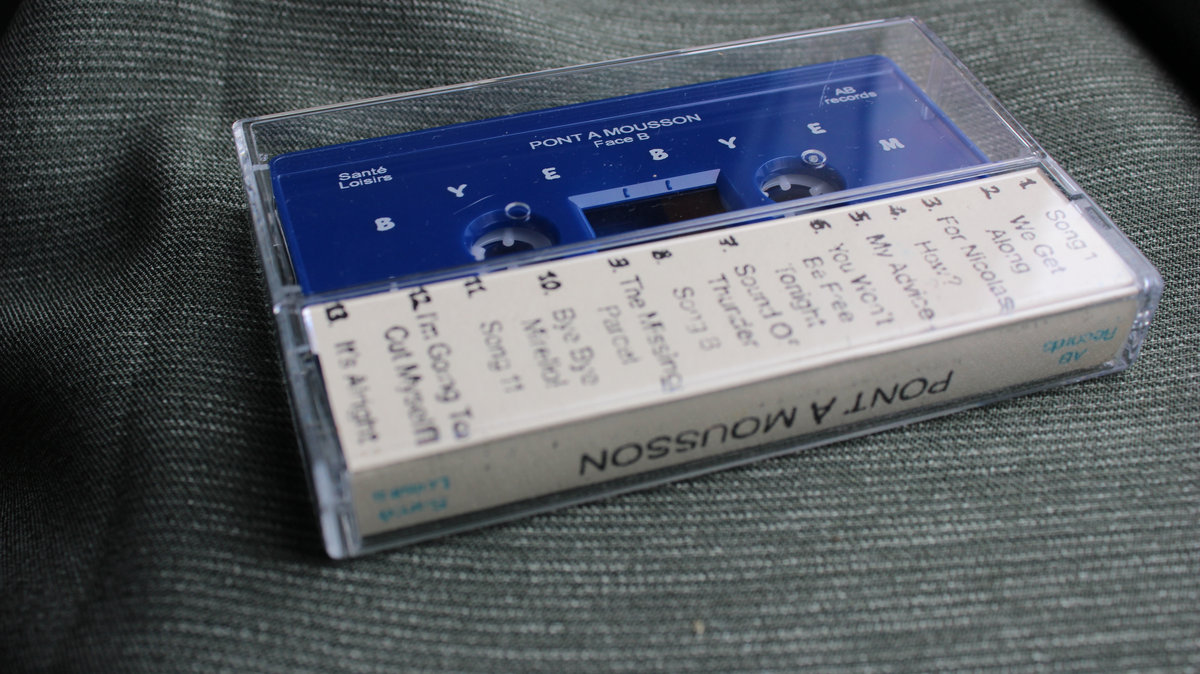 AB
records
PONT A MOUSSON
Face B
Santé
Loisirs
B Y E B Y E M
1 Song 1
2 We Get
Along
3. For Nicolas
4. How?
5. My Advice
6. You Won't
Be Free
Tonight
7. Sound Of
Thunder
8. Song 8
9. The Missing
Parcel
10. Bye Bye
11. Song 11
12 I'm Going To
Cut Myself!!
13. It's Alright
AB
Records
PONT À MOUSSON